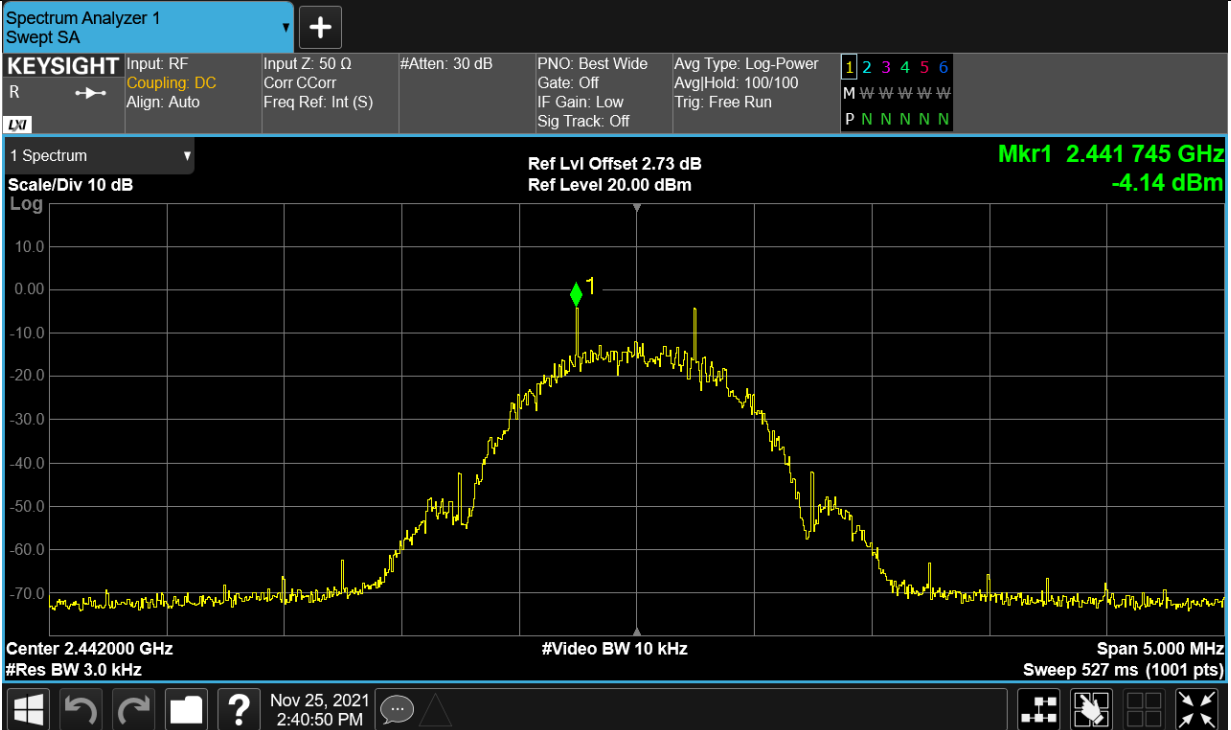 Spectrum Analyzer 1
Swept SA
+
KEYSIGHT
R
LXI
Input: RF
Coupling: DC
Align: Auto
Input Z: 50 Ω
Corr CCorr
Freq Ref: Int (S)
#Atten: 30 dB
PNO: Best Wide
Gate: Off
IF Gain: Low
Sig Track: Off
Avg Type: Log-Power
Avg|Hold: 100/100
Trig: Free Run
1 2 3 4 5 6
M W W W W W
P N N N N N
1 Spectrum
Scale/Div 10 dB
Log
Ref Lvl Offset 2.73 dB
Ref Level 20.00 dBm
Mkr1 2.441 745 GHz
-4.14 dBm
1
10.0
0.00
-10.0
-20.0
-30.0
-40.0
-50.0
-60.0
-70.0
Center 2.442000 GHz
#Video BW 10 kHz
Span 5.000 MHz
#Res BW 3.0 kHz
Sweep 527 ms (1001 pts)
?
Nov 25, 2021
2:40:50 PM